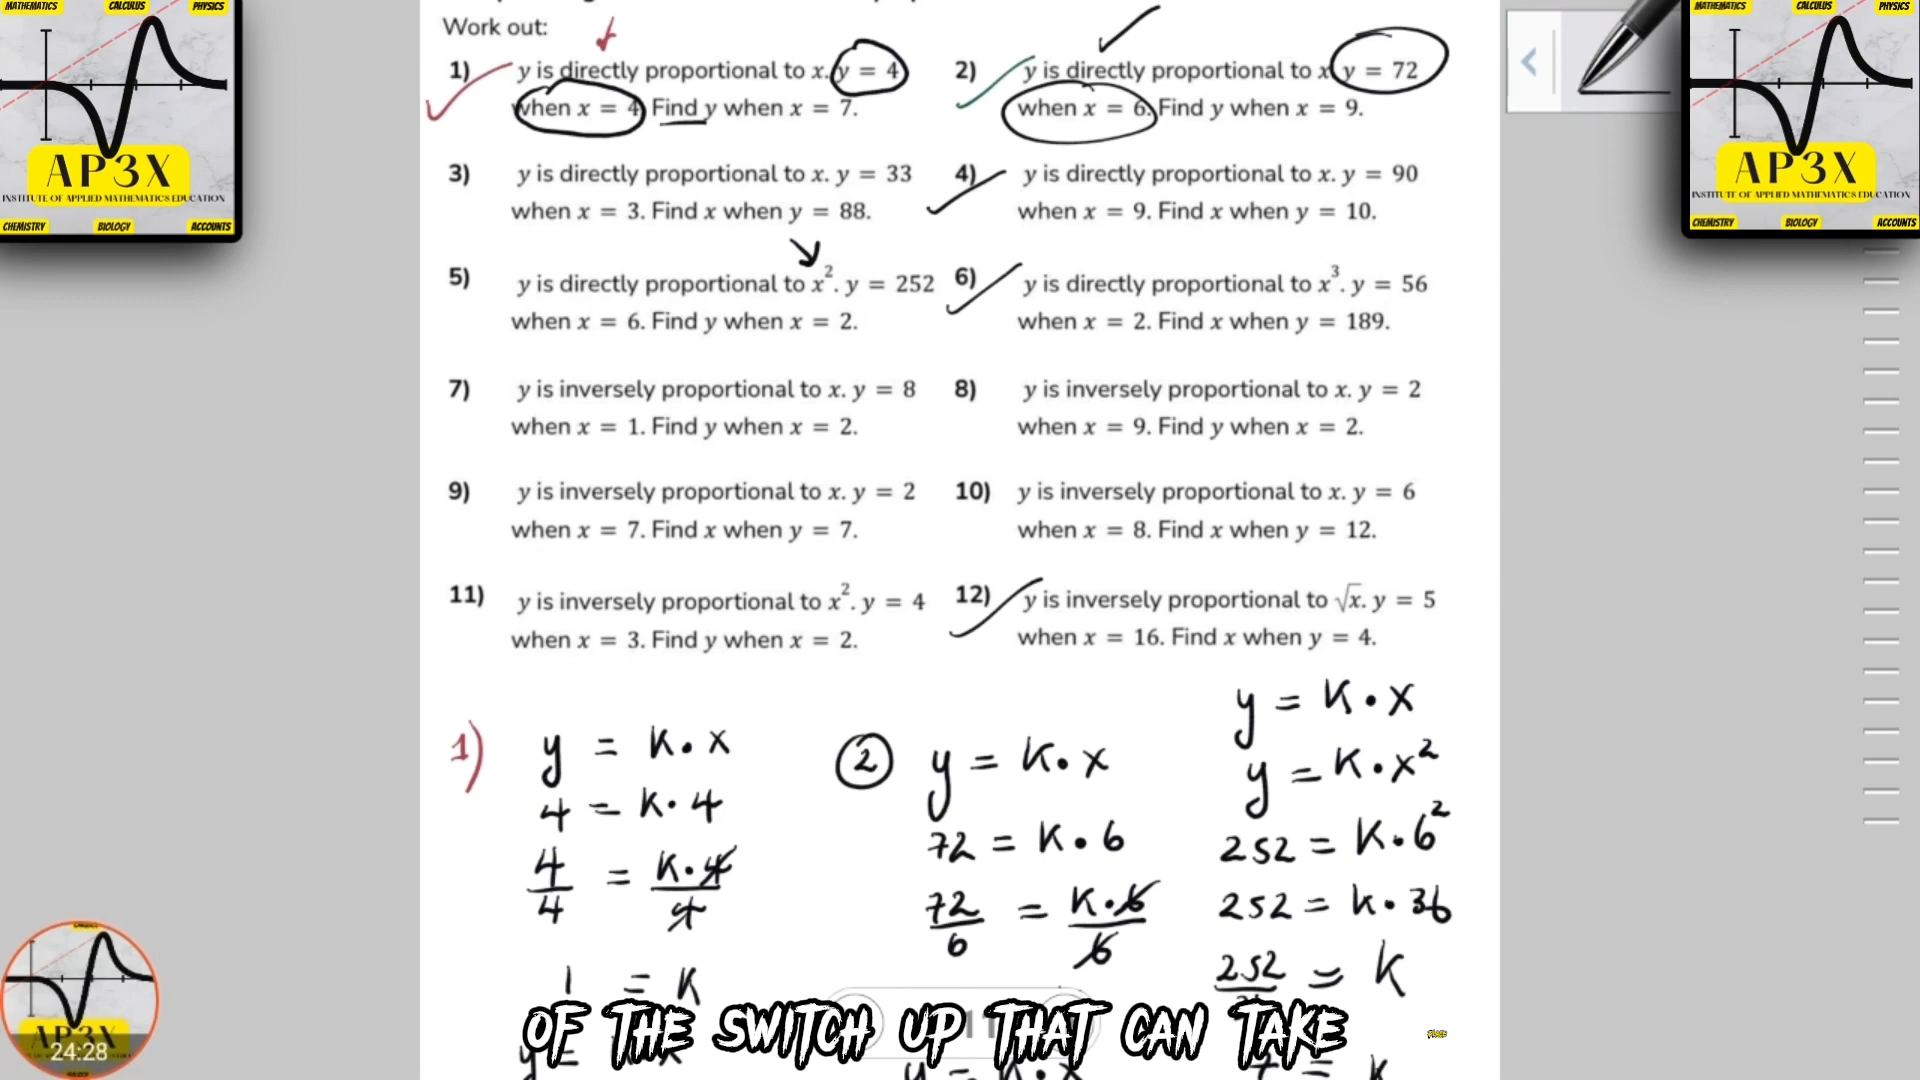 MATHEMATICS CALCULUS PHYSICS
AP3X
INSTITUTE OF APPLIED MATHEMATICS EDUCATION
CHEMISTRY BIOLOGY ACCOUNTS
Work out:
1) y is directly proportional to x. y = 4
when x = 4. Find y when x = 7.
2) y is directly proportional to x. y = 72
when x = 6. Find y when x = 9.
3) y is directly proportional to x. y = 33
when x = 3. Find x when y = 88.
4) y is directly proportional to x. y = 90
when x = 9. Find x when y = 10.
5) y is directly proportional to x². y = 252
when x = 6. Find y when x = 2.
6) y is directly proportional to x³. y = 56
when x = 2. Find x when y = 189.
7) y is inversely proportional to x. y = 8
when x = 1. Find y when x = 2.
8) y is inversely proportional to x. y = 2
when x = 9. Find y when x = 2.
9) y is inversely proportional to x. y = 2
when x = 7. Find x when y = 7.
10) y is inversely proportional to x. y = 6
when x = 8. Find x when y = 12.
11) y is inversely proportional to x². y = 4
when x = 3. Find y when x = 2.
12) y is inversely proportional to √x. y = 5
when x = 16. Find x when y = 4.
1) y = k·x
4 = k·4
4/4 = k·4/4
1 = k
2 y = k·x
72 = k·6
72/6 = k·6/6
y = k·x
y = k·x
y = k·x²
252 = k·6²
252 = k·36
252 = k
7 = k
OF THE SWITCH UP THAT CAN TAKE PLACE
MATHEMATICS CALCULUS PHYSICS
AP3X
INSTITUTE OF APPLIED MATHEMATICS EDUCATION
CHEMISTRY BIOLOGY ACCOUNTS
AP3X
24:28